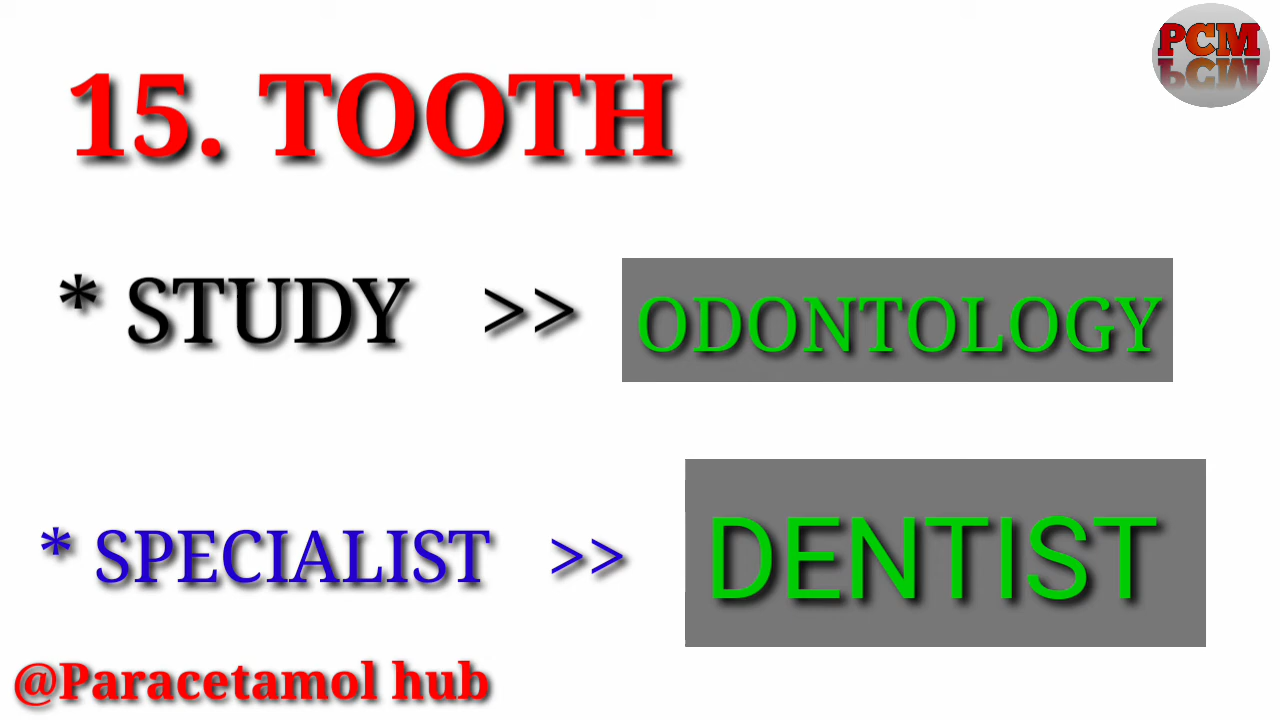 PCM
15. TOOTH
* STUDY >> ODONTOLOGY
* SPECIALIST >> DENTIST
@Paracetamol hub